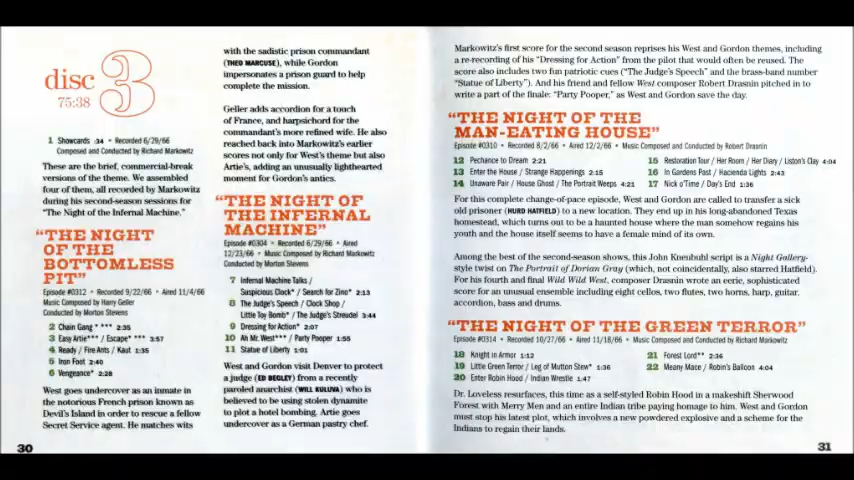 disc 3
75:38
1 Showcards :34 • Recorded 6/29/66
Composed and Conducted by Richard Markowitz
These are the brief, commercial-break
versions of the theme. We assembled
four of them, all recorded by Markowitz
during his second-season sessions for
“The Night of the Infernal Machine.”
“THE NIGHT
OF THE
BOTTOMLESS
PIT”
Episode #0312 • Recorded 9/22/66 • Aired 11/4/66
Music Composed by Harry Geller
Conducted by Morton Stevens
2 Chain Gang * *** 2:35
3 Easy Artie*** / Escape* *** 3:57
4 Ready / Fire Ants / Kaut 1:35
5 Iron Foot 2:40
6 Vengeance* 2:28
West goes undercover as an inmate in
the notorious French prison known as
Devil's Island in order to rescue a fellow
Secret Service agent. He matches wits
with the sadistic prison commandant
(THEO MARCUSE), while Gordon
impersonates a prison guard to help
complete the mission.
Geller adds accordion for a touch
of France, and harpsichord for the
commandant's more refined wife. He also
reached back into Markowitz's earlier
scores not only for West's theme but also
Artie's, adding an unusually lighthearted
moment for Gordon's antics.
“THE NIGHT OF
THE INFERNAL
MACHINE”
Episode #0304 • Recorded 6/29/66 • Aired
12/23/66 • Music Composed by Richard Markowitz
Conducted by Morton Stevens
7 Infernal Machine Talks /
Suspicious Clock* / Search for Zino* 2:13
8 The Judge's Speech / Clock Shop /
Little Toy Bomb* / The Judge's Streudel 3:44
9 Dressing for Action* 2:07
10 Ah Mr. West*** / Party Pooper 1:55
11 Statue of Liberty 1:01
West and Gordon visit Denver to protect
a judge (ED BEGLEY) from a recently
paroled anarchist (WILL KULUVA) who is
believed to be using stolen dynamite
to plot a hotel bombing. Artie goes
undercover as a German pastry chef.
30
Markowitz's first score for the second season reprises his West and Gordon themes, including
a re-recording of his “Dressing for Action” from the pilot that would often be reused. The
score also includes two fun patriotic cues (“The Judge's Speech” and the brass-band number
“Statue of Liberty”). And his friend and fellow West composer Robert Drasnin pitched in to
write a part of the finale: “Party Pooper,” as West and Gordon save the day.
“THE NIGHT OF THE
MAN-EATING HOUSE”
Episode #0310 • Recorded 8/2/66 • Aired 12/2/66 • Music Composed and Conducted by Robert Drasnin
12 Penchance to Dream 2:21
13 Enter the House / Strange Happenings 2:15
14 Unaware Pair / House Ghost / The Portrait Weeps 4:21
15 Restoration Tour / Her Room / Her Diary / Liston's Clay 4:04
16 In Gardens Past / Hacienda Lights 2:43
17 Nick o'Time / Day's End 1:36
For this complete change-of-pace episode, West and Gordon are called to transfer a sick
old prisoner (HURD HATFIELD) to a new location. They end up in his long-abandoned Texas
homestead, which turns out to be a haunted house where the man somehow regains his
youth and the house itself seems to have a female mind of its own.
Among the best of the second-season shows, this John Kneubuhl script is a Night Gallery-
style twist on The Portrait of Dorian Gray (which, not coincidentally, also starred Hatfield).
For his fourth and final Wild Wild West, composer Drasnin wrote an eerie, sophisticated
score for an unusual ensemble including eight cellos, two flutes, two horns, harp, guitar,
accordion, bass and drums.
“THE NIGHT OF THE GREEN TERROR”
Episode #0314 • Recorded 10/27/66 • Aired 11/18/66 • Music Composed and Conducted by Richard Markowitz
18 Knight in Armor 1:12
19 Little Green Terror / Leg of Mutton Stew* 1:36
20 Enter Robin Hood / Indian Wrestle 1:47
21 Forest Lord** 2:36
22 Meany Mace / Robin's Balloon 4:04
Dr. Loveless resurfaces, this time as a self-styled Robin Hood in a makeshift Sherwood
Forest with Merry Men and an entire Indian tribe paying homage to him. West and Gordon
must stop his latest plot, which involves a new powdered explosive and a scheme for the
Indians to regain their lands.
31